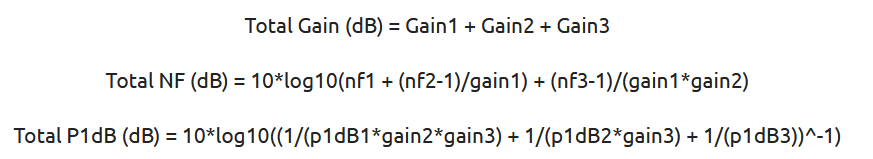 Total Gain (dB) = Gain1 + Gain2 + Gain3
Total NF (dB) = 10*log10(nf1 + (nf2-1)/gain1) + (nf3-1)/(gain1*gain2)
Total P1dB (dB) = 10*log10((1/(p1dB1*gain2*gain3) + 1/(p1dB2*gain3) + 1/(p1dB3))^-1)